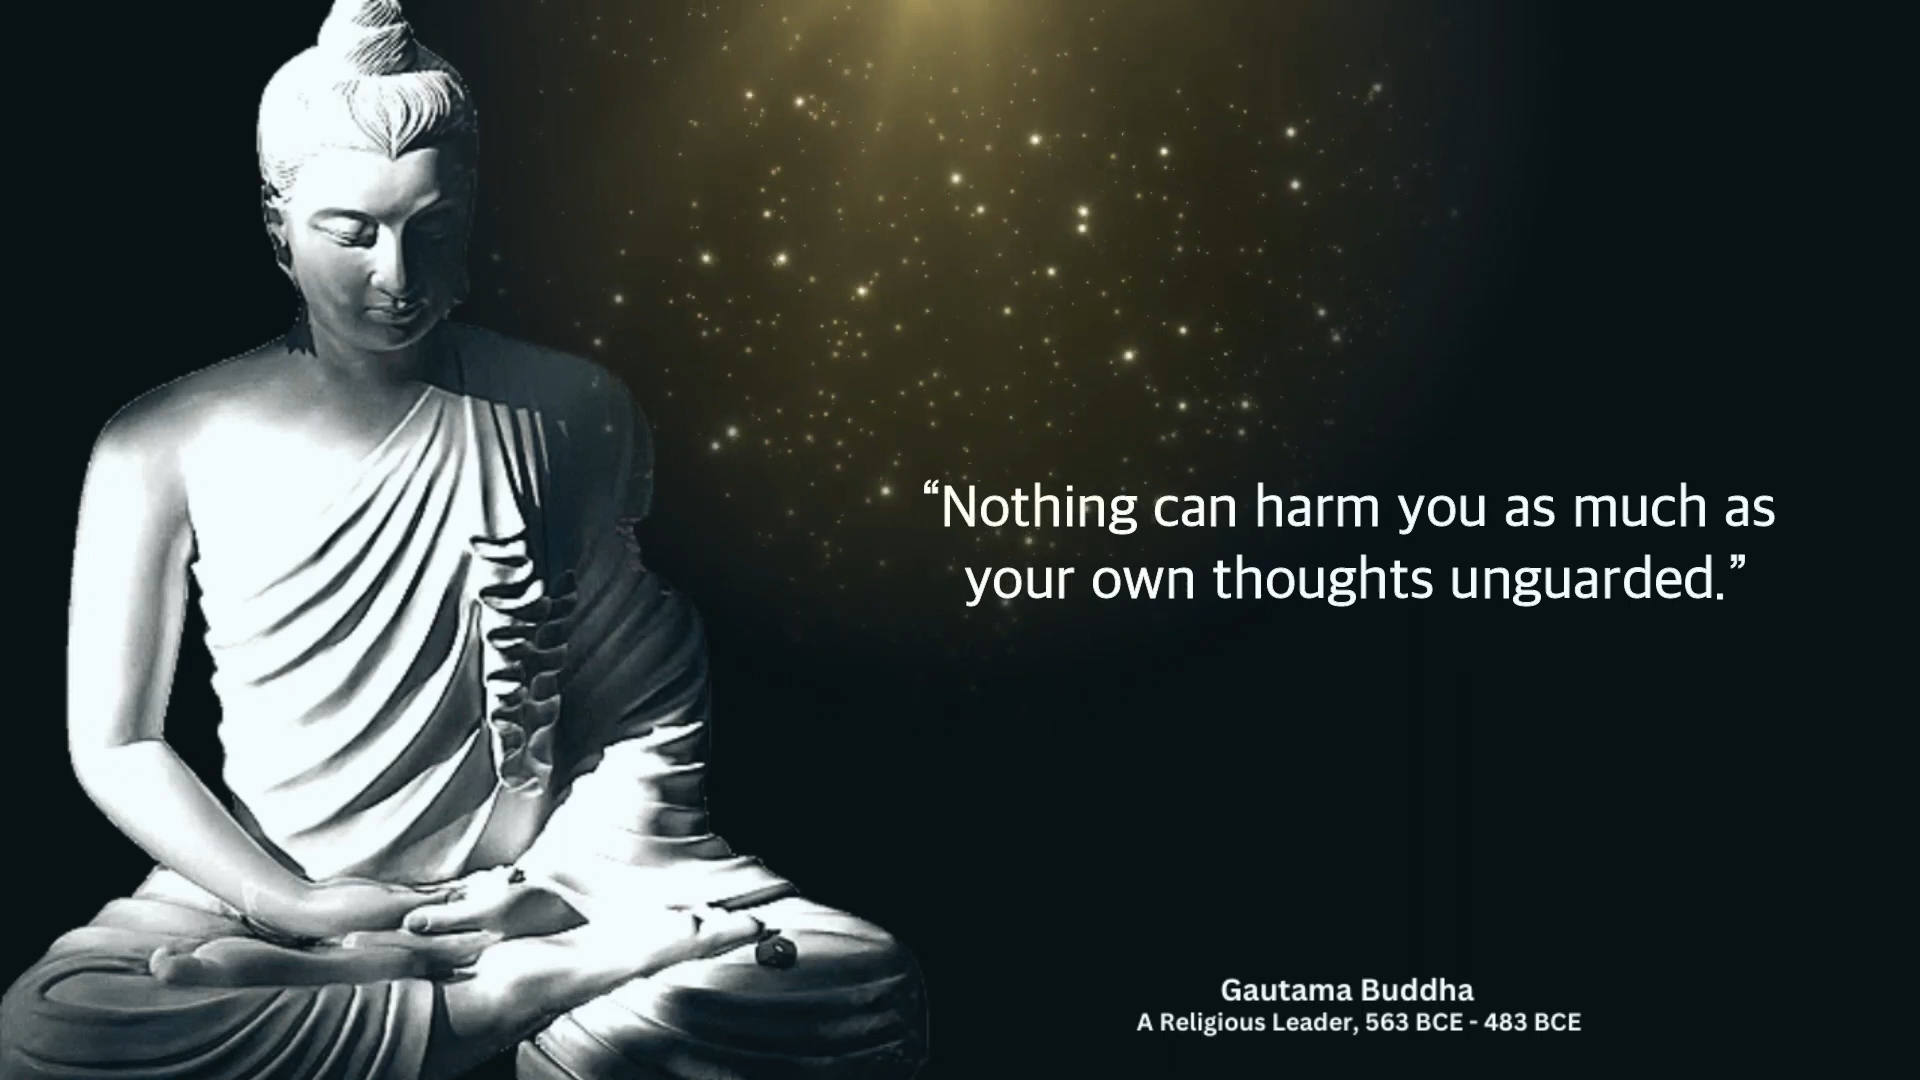 “Nothing can harm you as much as
your own thoughts unguarded.”
Gautama Buddha
A Religious Leader, 563 BCE - 483 BCE